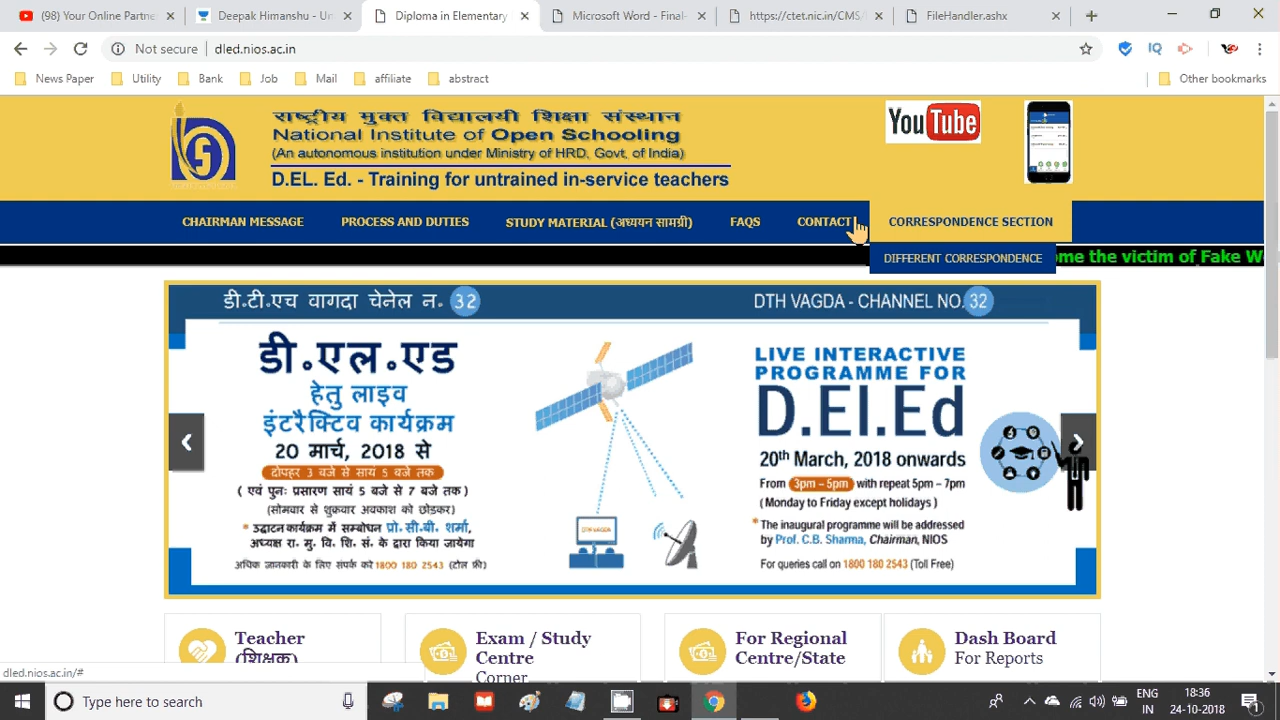 (98) Your Online Partne
Deepak Himanshu - Un
Diploma in Elementary
Microsoft Word - Final-
https://ctet.nic.in/CMS/
FileHandler.ashx
Not secure | dled.nios.ac.in
IQ
News Paper
Utility
Bank
Job
Mail
affiliate
abstract
Other bookmarks
राष्ट्रीय मुक्त विद्यालयी शिक्षा संस्थान
National Institute of Open Schooling
(An autonomous institution under Ministry of HRD, Govt. of India)
D.EL. Ed. - Training for untrained in-service teachers
YouTube
CHAIRMAN MESSAGE
PROCESS AND DUTIES
STUDY MATERIAL (अध्ययन सामग्री)
FAQS
CONTACT
CORRESPONDENCE SECTION
DIFFERENT CORRESPONDENCE
ome the victim of Fake W
डी.टी.एच वागदा चेनेल न. 32
DTH VAGDA - CHANNEL NO. 32
डी.एल.एड
हेतु लाइव
इंटरैक्टिव कार्यक्रम
20 मार्च, 2018 से
दोपहर 3 बजे से सायं 5 बजे तक
( एवं पुनः प्रसारण सायं 5 बजे से 7 बजे तक )
(सोमवार से शुक्रवार अवकाश को छोड़कर)
* उद्घाटन कार्यक्रम में सम्बोधन प्रो.सी.बी. शर्मा,
अध्यक्ष रा. मु. वि. शि. सं. के द्वारा किया जायेगा
अधिक जानकारी के लिए संपर्क करे 1800 180 2543 (टोल फ्री)
DTH VAGDA
LIVE INTERACTIVE
PROGRAMME FOR
D.El.Ed
20th March, 2018 onwards
From 3pm – 5pm with repeat 5pm - 7pm
( Monday to Friday except holidays )
* The inaugural programme will be addressed
by Prof. C.B. Sharma, Chairman, NIOS
For queries call on 1800 180 2543 (Toll Free)
Teacher
(शिक्षक)
Exam / Study
Centre
Corner
For Regional
Centre/State
Dash Board
For Reports
dled.nios.ac.in/#
Type here to search
ENG
IN
18:36
24-10-2018
1